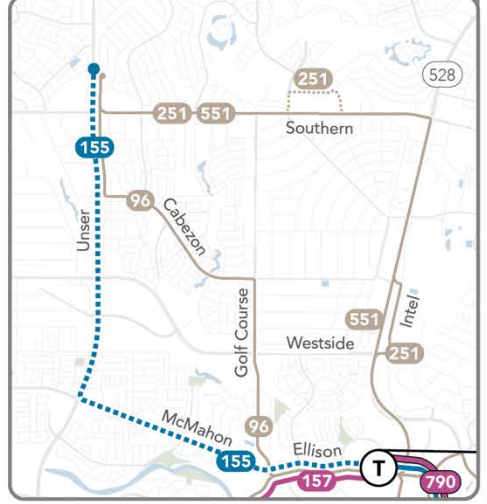 251
528
251 551
Southern
155
96
Cabezon
Unser
Golf Course
Intel
551
Westside
251
McMahon
96
Ellison
155
T
157
790